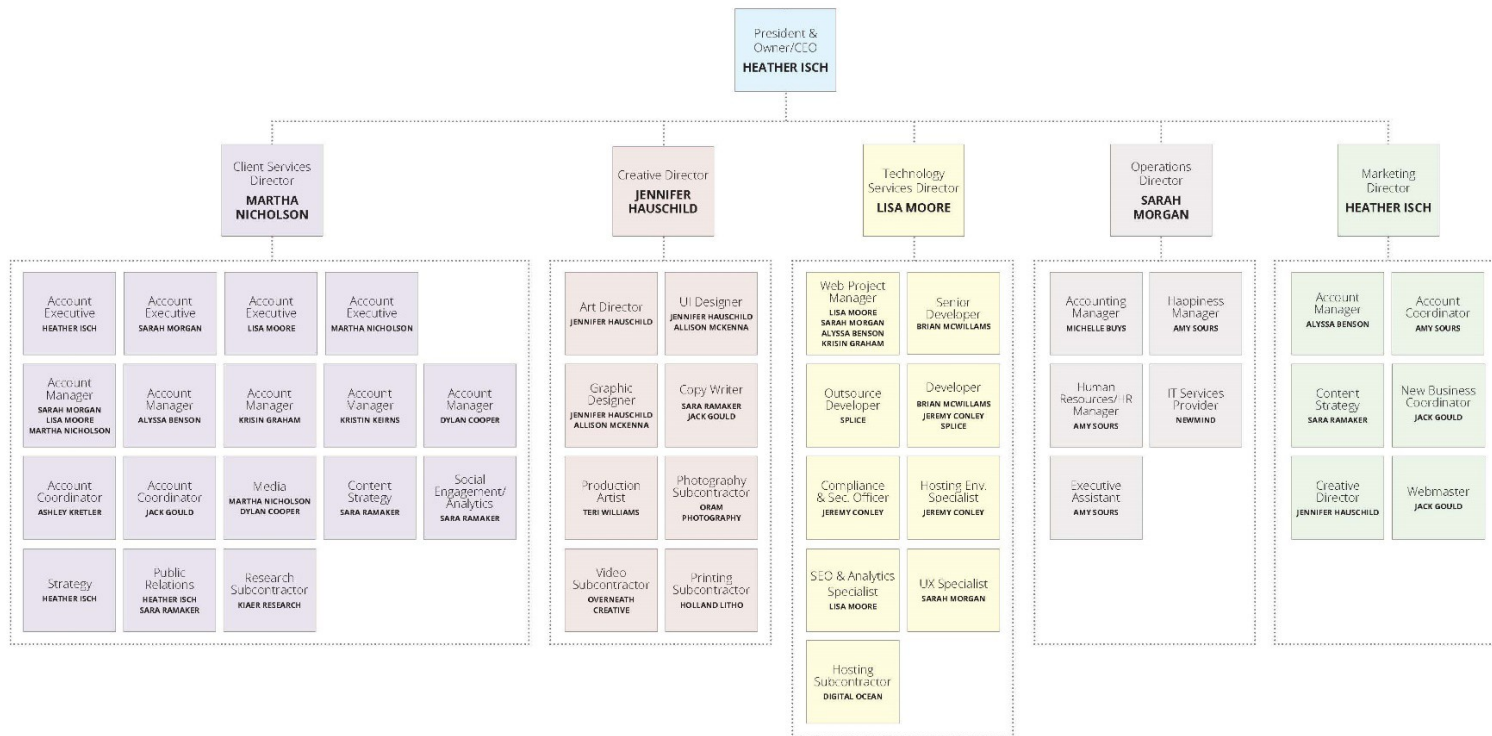 President &
Owner/CEO
HEATHER ISCH
Client Services
Director
MARTHA
NICHOLSON
Creative Director
JENNIFER
HAUSCHILD
Technology
Services Director
LISA MOORE
Operations
Director
SARAH
MORGAN
Marketing
Director
HEATHER ISCH
Account
Executive
HEATHER ISCH
Account
Executive
SARAH MORGAN
Account
Executive
LISA MOORE
Account
Executive
MARTHA NICHOLSON
Account
Manager
SARAH MORGAN
LISA MOORE
MARTHA NICHOLSON
Account
Manager
ALYSSA BENSON
Account
Manager
KRISIN GRAHAM
Account
Manager
KRISTIN KEIRNS
Account
Manager
DYLAN COOPER
Account
Coordinator
ASHLEY KRETLER
Account
Coordinator
JACK GOULD
Media
MARTHA NICHOLSON
DYLAN COOPER
Content
Strategy
SARA RAMAKER
Social
Engagement/
Analytics
SARA RAMAKER
Strategy
HEATHER ISCH
Public
Relations
HEATHER ISCH
SARA RAMAKER
Research
Subcontractor
KIAER RESEARCH
Art Director
JENNIFER HAUSCHILD
UI Designer
JENNIFER HAUSCHILD
ALLISON MCKENNA
Graphic
Designer
JENNIFER HAUSCHILD
ALLISON MCKENNA
Copy Writer
SARA RAMAKER
JACK GOULD
Production
Artist
TERI WILLIAMS
Photography
Subcontractor
ORAM
PHOTOGRAPHY
Video
Subcontractor
OVERNEATH
CREATIVE
Printing
Subcontractor
HOLLAND LITHO
Web Project
Manager
LISA MOORE
SARAH MORGAN
ALYSSA BENSON
KRISIN GRAHAM
Senior
Developer
BRIAN MCWILLAMS
Outsource
Developer
SPLICE
Developer
BRIAN MCWILLAMS
JEREMY CONLEY
SPLICE
Compliance
& Sec. Officer
JEREMY CONLEY
Hosting Env.
Specialist
JEREMY CONLEY
SEO & Analytics
Specialist
LISA MOORE
UX Specialist
SARAH MORGAN
Hosting
Subcontractor
DIGITAL OCEAN
Accounting
Manager
MICHELLE BUYS
Happiness
Manager
AMY SOURS
Human
Resources/HR
Manager
AMY SOURS
IT Services
Provider
NEWMIND
Executive
Assistant
AMY SOURS
Account
Manager
ALYSSA BENSON
Account
Coordinator
AMY SOURS
Content
Strategy
SARA RAMAKER
New Business
Coordinator
JACK GOULD
Creative
Director
JENNIFER HAUSCHILD
Webmaster
JACK GOULD